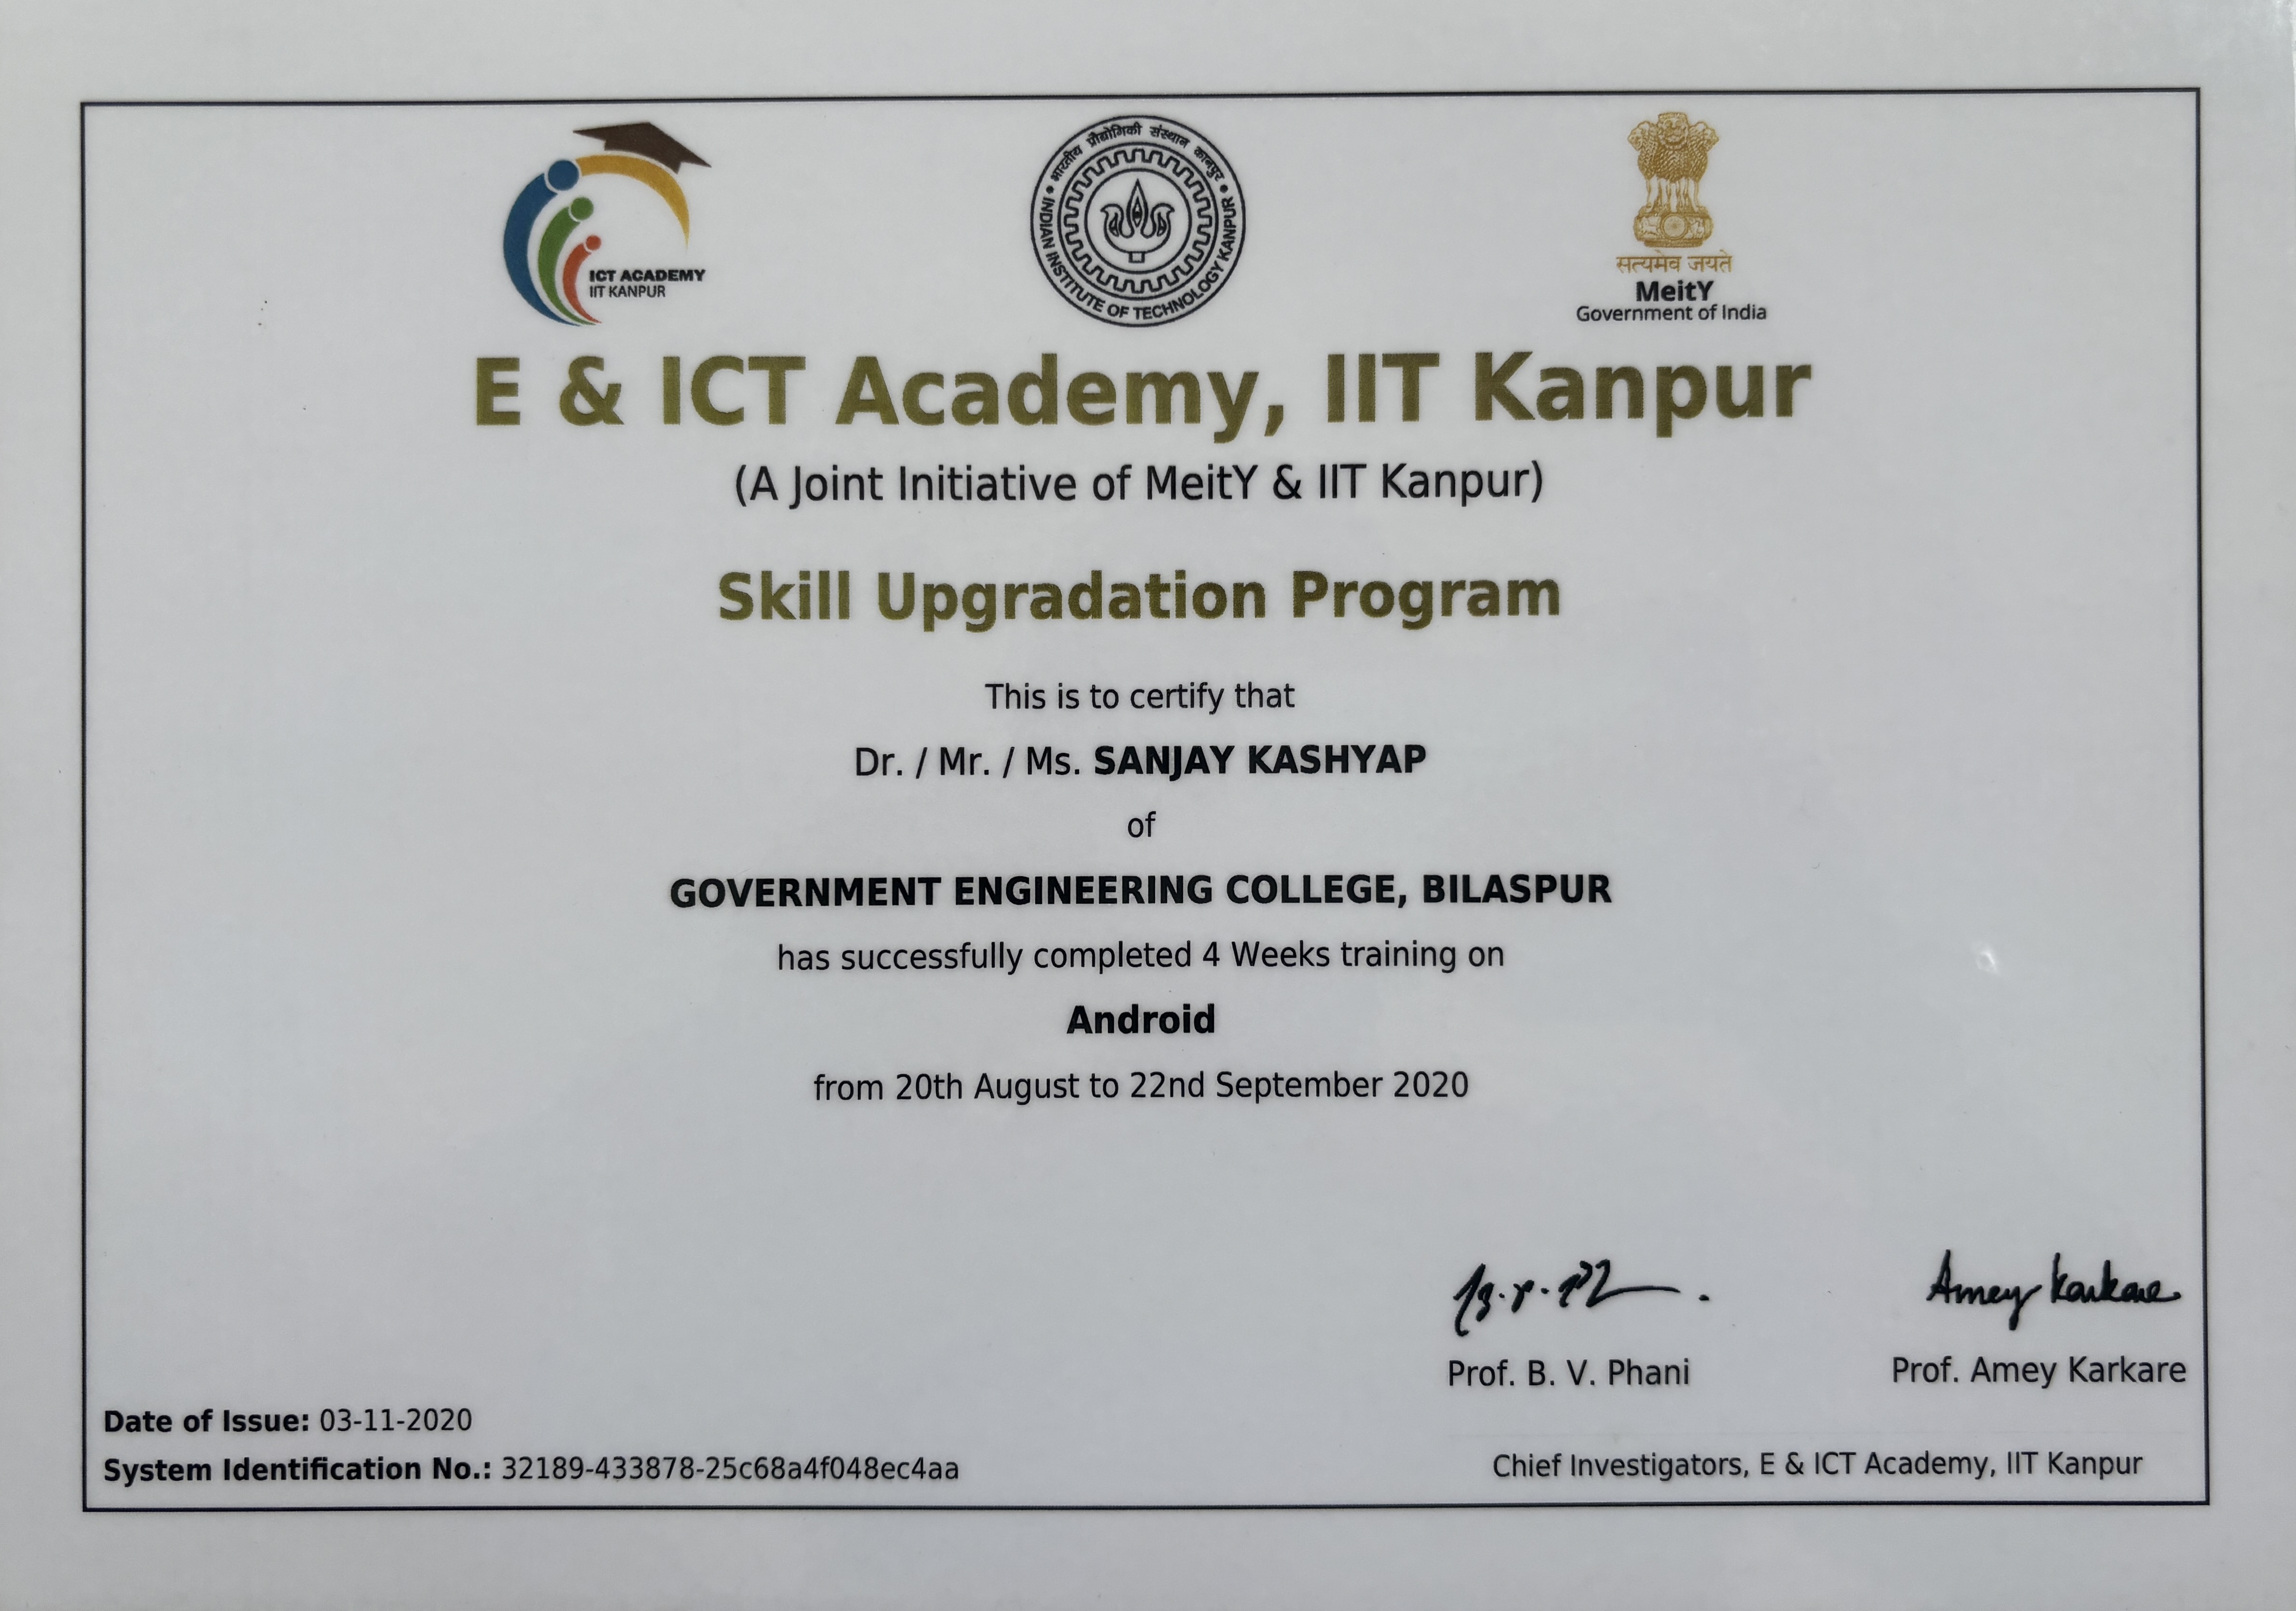 ICT ACADEMY
IIT KANPUR
भारतीय प्रौद्योगिकी संस्थान कानपुर
INDIAN INSTITUTE OF TECHNOLOGY KANPUR
सत्यमेव जयते
MeitY
Government of India
E & ICT Academy, IIT Kanpur
(A Joint Initiative of MeitY & IIT Kanpur)
Skill Upgradation Program
This is to certify that
Dr. / Mr. / Ms. SANJAY KASHYAP
of
GOVERNMENT ENGINEERING COLLEGE, BILASPUR
has successfully completed 4 Weeks training on
Android
from 20th August to 22nd September 2020
Amey Karkare
Prof. B. V. Phani
Prof. Amey Karkare
Date of Issue: 03-11-2020
System Identification No.: 32189-433878-25c68a4f048ec4aa
Chief Investigators, E & ICT Academy, IIT Kanpur